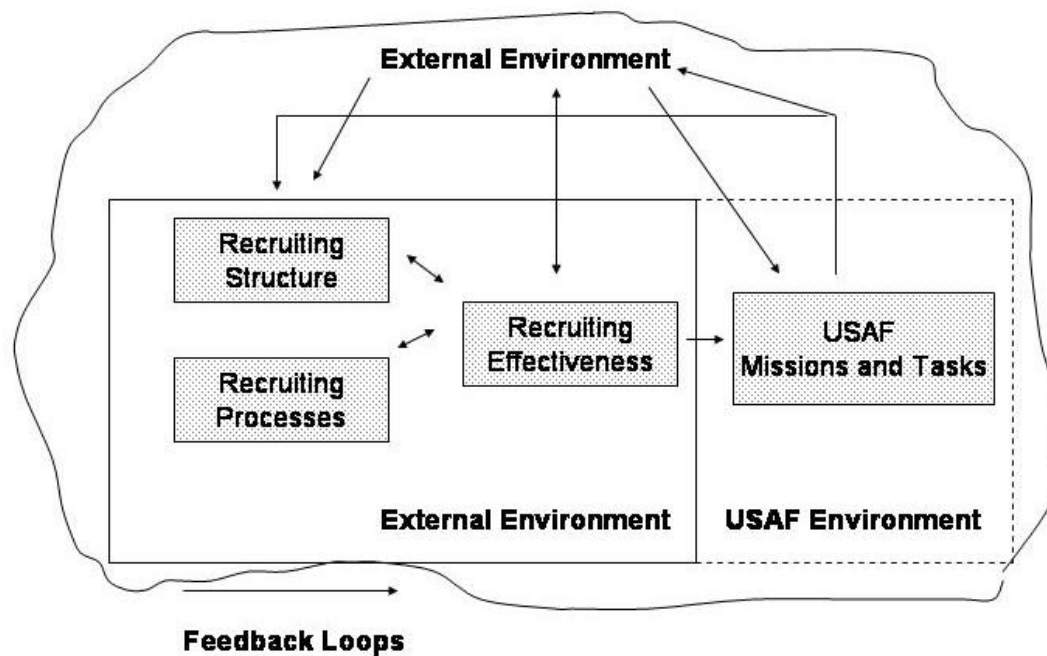 External Environment
Recruiting
Structure
Recruiting
Effectiveness
USAF
Missions and Tasks
Recruiting
Processes
External Environment
USAF Environment
Feedback Loops